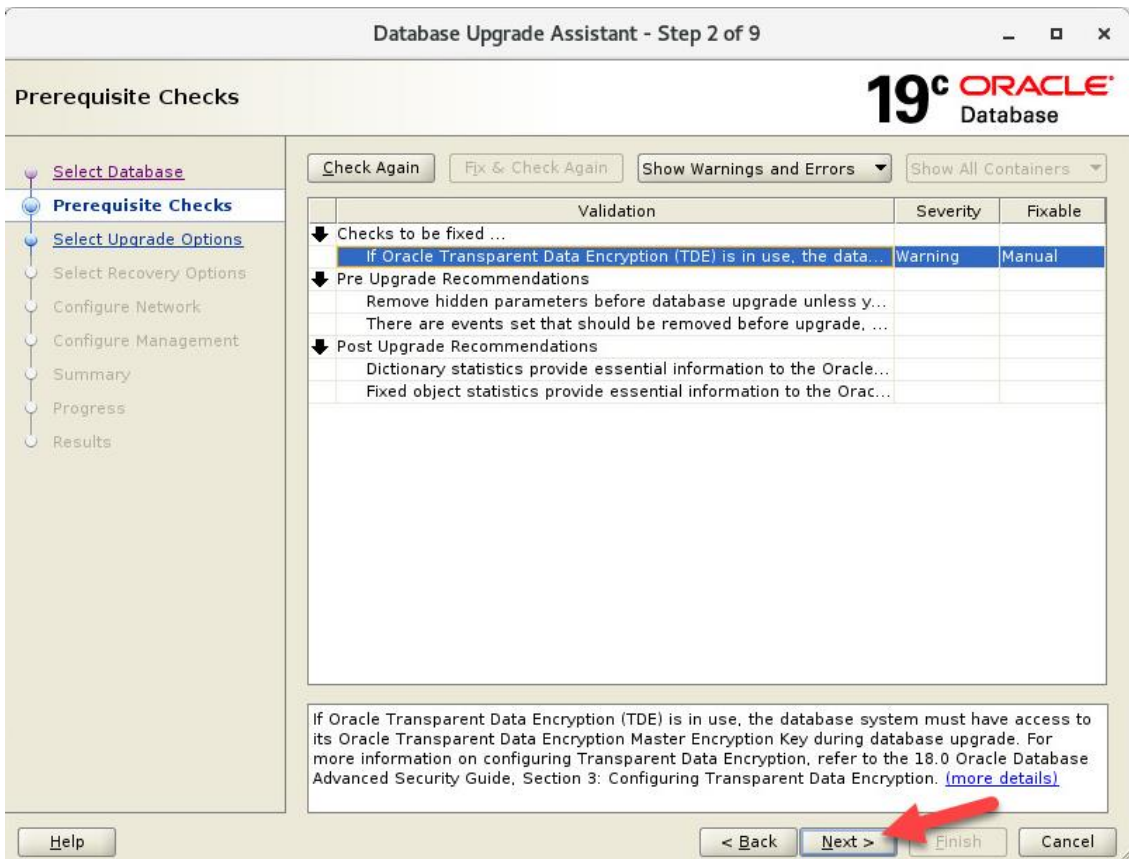 Database Upgrade Assistant - Step 2 of 9
Prerequisite Checks
19c ORACLE
Database
Select Database
Prerequisite Checks
Select Upgrade Options
Select Recovery Options
Configure Network
Configure Management
Summary
Progress
Results
Check Again Fix & Check Again Show Warnings and Errors Show All Containers
Validation Severity Fixable
Checks to be fixed ...
If Oracle Transparent Data Encryption (TDE) is in use, the data... Warning Manual
Pre Upgrade Recommendations
Remove hidden parameters before database upgrade unless y...
There are events set that should be removed before upgrade, ...
Post Upgrade Recommendations
Dictionary statistics provide essential information to the Oracle...
Fixed object statistics provide essential information to the Orac...
If Oracle Transparent Data Encryption (TDE) is in use, the database system must have access to
its Oracle Transparent Data Encryption Master Encryption Key during database upgrade. For
more information on configuring Transparent Data Encryption, refer to the 18.0 Oracle Database
Advanced Security Guide, Section 3: Configuring Transparent Data Encryption. (more details)
Help < Back Next > Finish Cancel